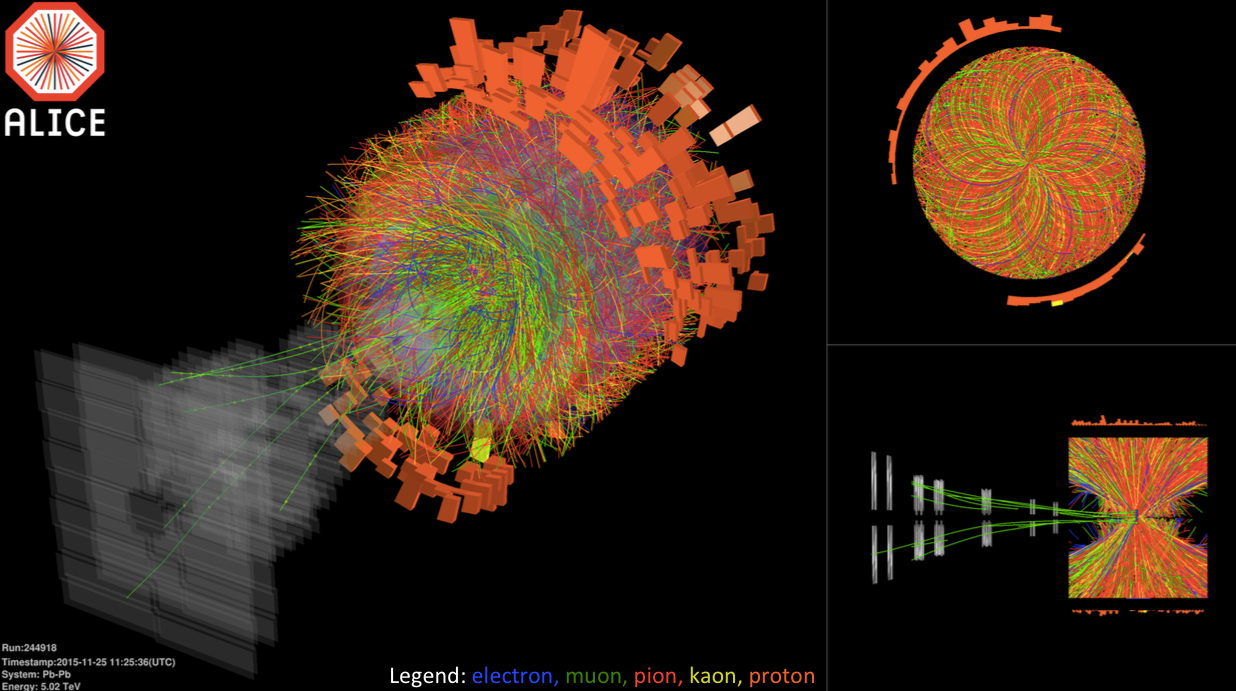 ALICE
Run:244918
Timestamp:2015-11-25 11:25:36(UTC)
System: Pb-Pb
Energy: 5.02 TeV
Legend: electron, muon, pion, kaon, proton